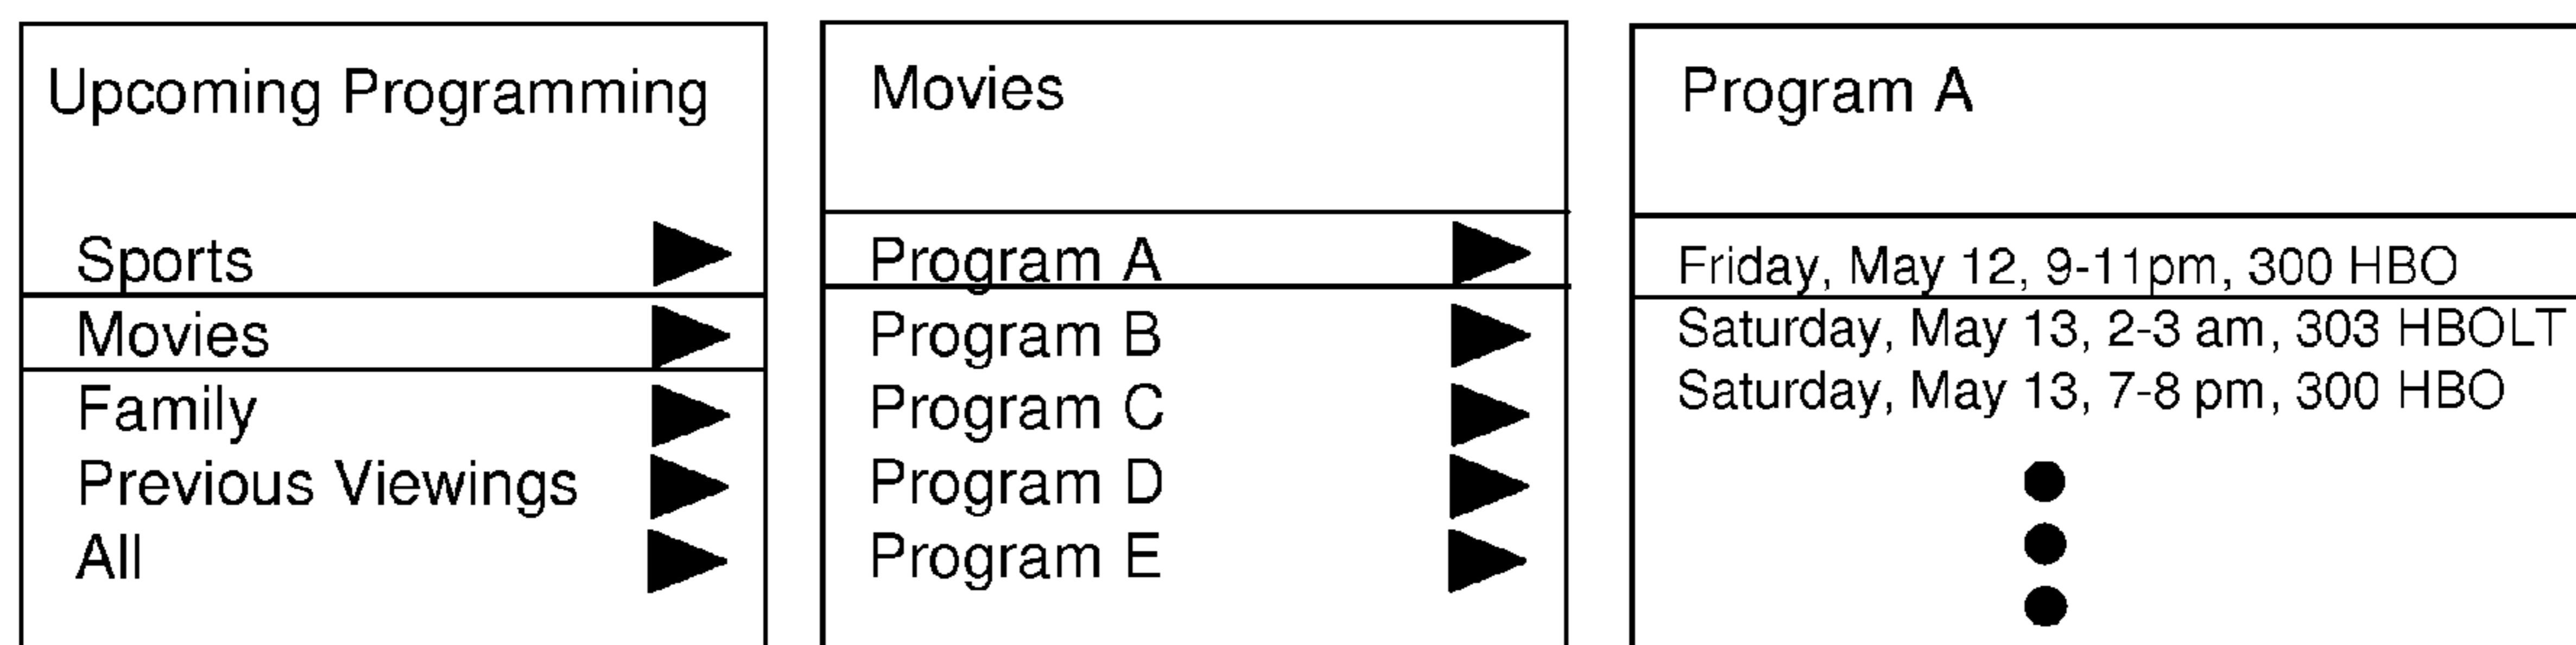 Upcoming Programming
Sports
Movies
Family
Previous Viewings
All
Movies
Program A
Program B
Program C
Program D
Program E
Program A
Friday, May 12, 9-11pm, 300 HBO
Saturday, May 13, 2-3 am, 303 HBOLT
Saturday, May 13, 7-8 pm, 300 HBO